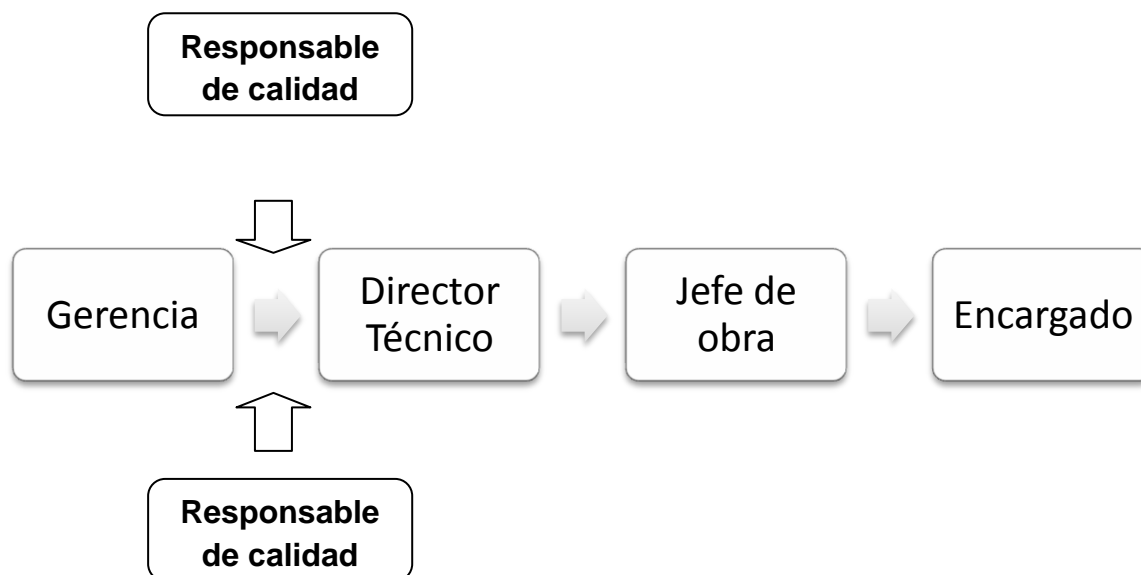 Responsable
de calidad
Gerencia
Director
Técnico
Jefe de
obra
Encargado
Responsable
de calidad